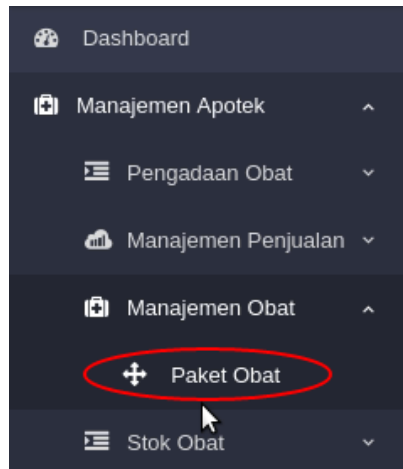 Dashboard
Manajemen Apotek
Pengadaan Obat
Manajemen Penjualan
Manajemen Obat
Paket Obat
Stok Obat